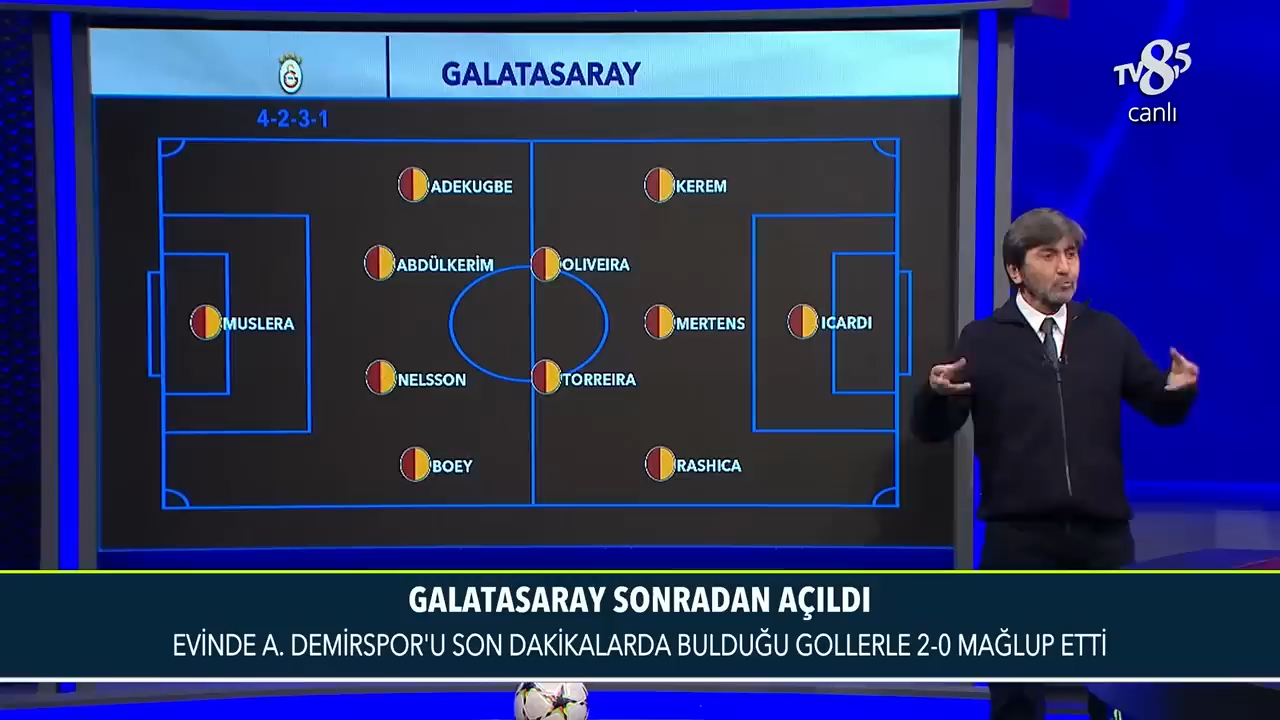 GALATASARAY
TV8,5
canlı
4-2-3-1
ADEKUGBE
KEREM
ABDÜLKERİM
OLIVEIRA
MUSLERA
MERTENS
ICARDI
NELSSON
TORREIRA
BOEY
RASHICA
GALATASARAY SONRADAN AÇILDI
EVİNDE A. DEMİRSPOR'U SON DAKİKALARDA BULDUĞU GOLLERLE 2-0 MAĞLUP ETTİ